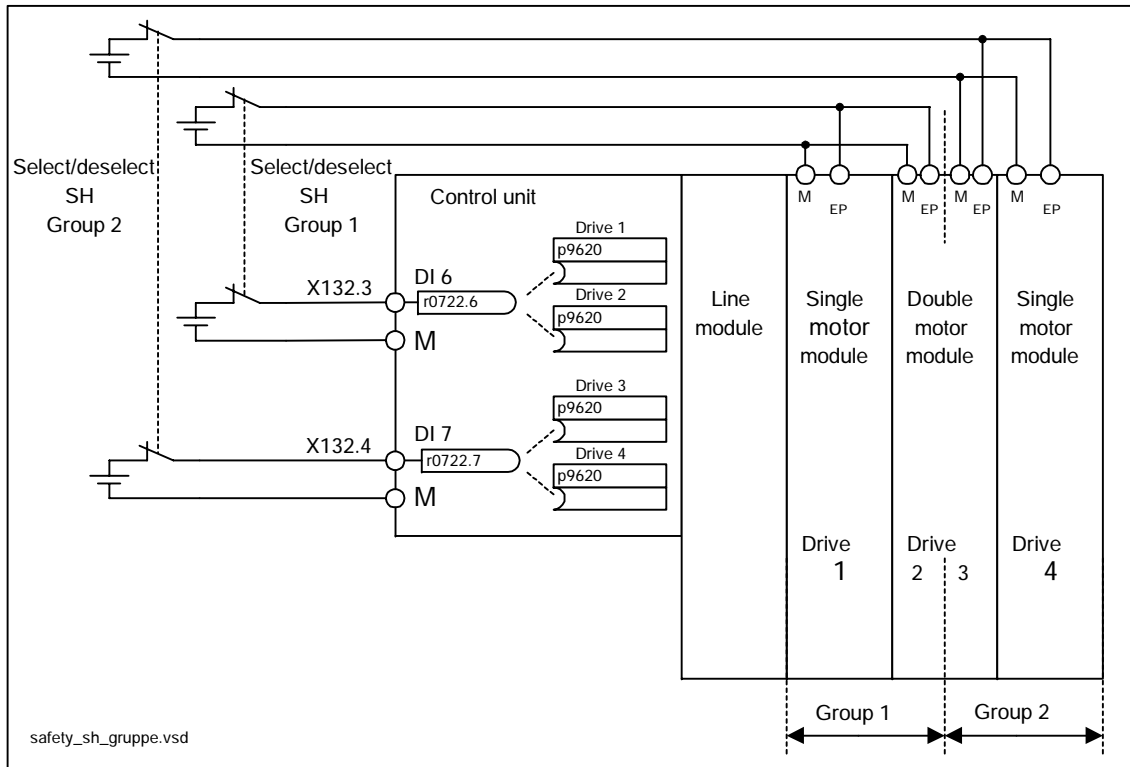 Select/deselect
SH
Group 2
Select/deselect
SH
Group 1
Control unit
X132.3
DI 6
r0722.6
M
Drive 1
p9620
Drive 2
p9620
X132.4
DI 7
r0722.7
M
Drive 3
p9620
Drive 4
p9620
Line
module
M
EP
Single
motor
module
Drive
1
M
EP
M
EP
Double
motor
module
Drive
2 3
M
EP
Single
motor
module
Drive
4
Group 1
Group 2
safety_sh_gruppe.vsd